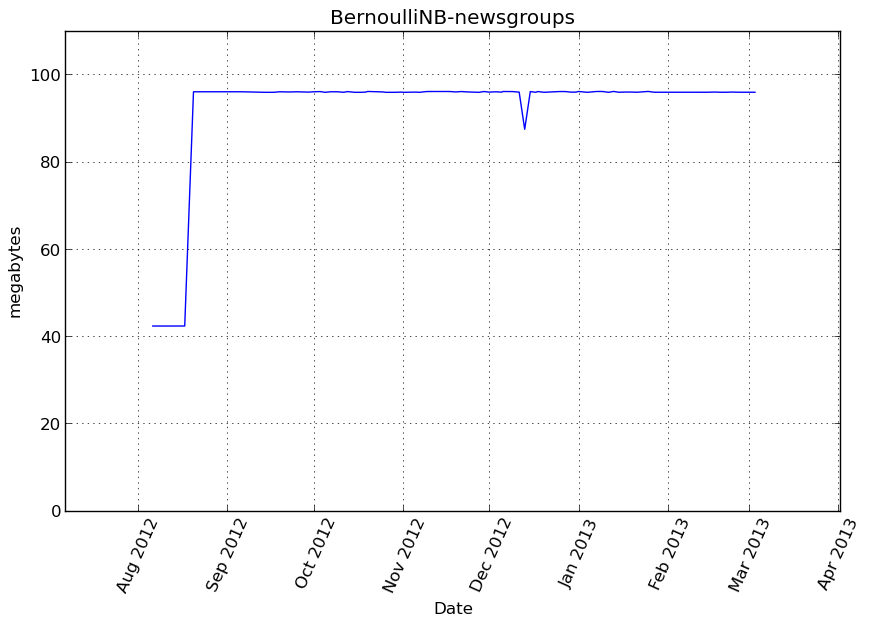 BernoulliNB-newsgroups
100
80
60
40
20
0
megabytes
Aug 2012
Sep 2012
Oct 2012
Nov 2012
Dec 2012
Jan 2013
Feb 2013
Mar 2013
Apr 2013
Date